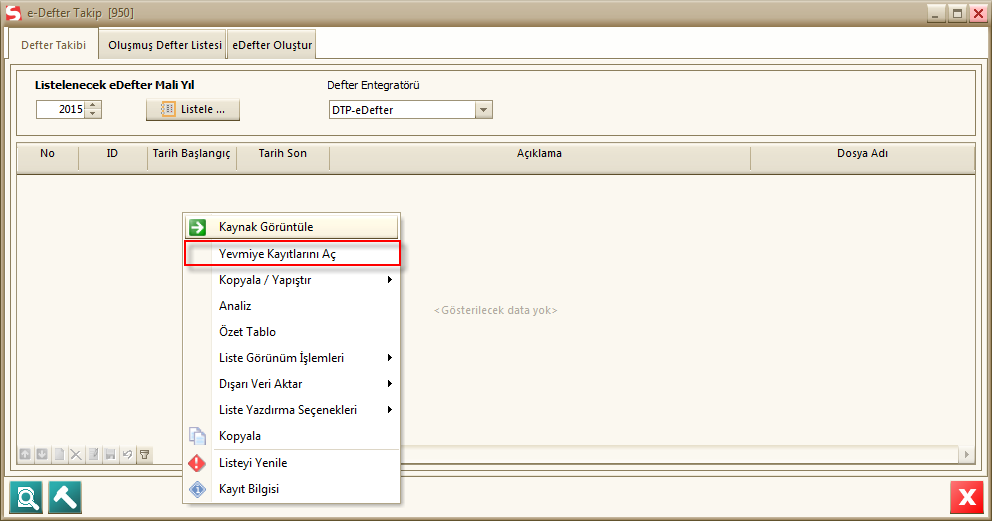 e-Defter Takip [950]
Defter Takibi
Oluşmuş Defter Listesi
eDefter Oluştur
Listelenecek eDefter Mali Yıl
Defter Entegratörü
2015
Listele ...
DTP-eDefter
No
ID
Tarih Başlangıç
Tarih Son
Açıklama
Dosya Adı
Kaynak Görüntüle
Yevmiye Kayıtlarını Aç
Kopyala / Yapıştır
Analiz
<Gösterilecek data yok>
Özet Tablo
Liste Görünüm İşlemleri
Dışarı Veri Aktar
Liste Yazdırma Seçenekleri
Kopyala
Listeyi Yenile
Kayıt Bilgisi